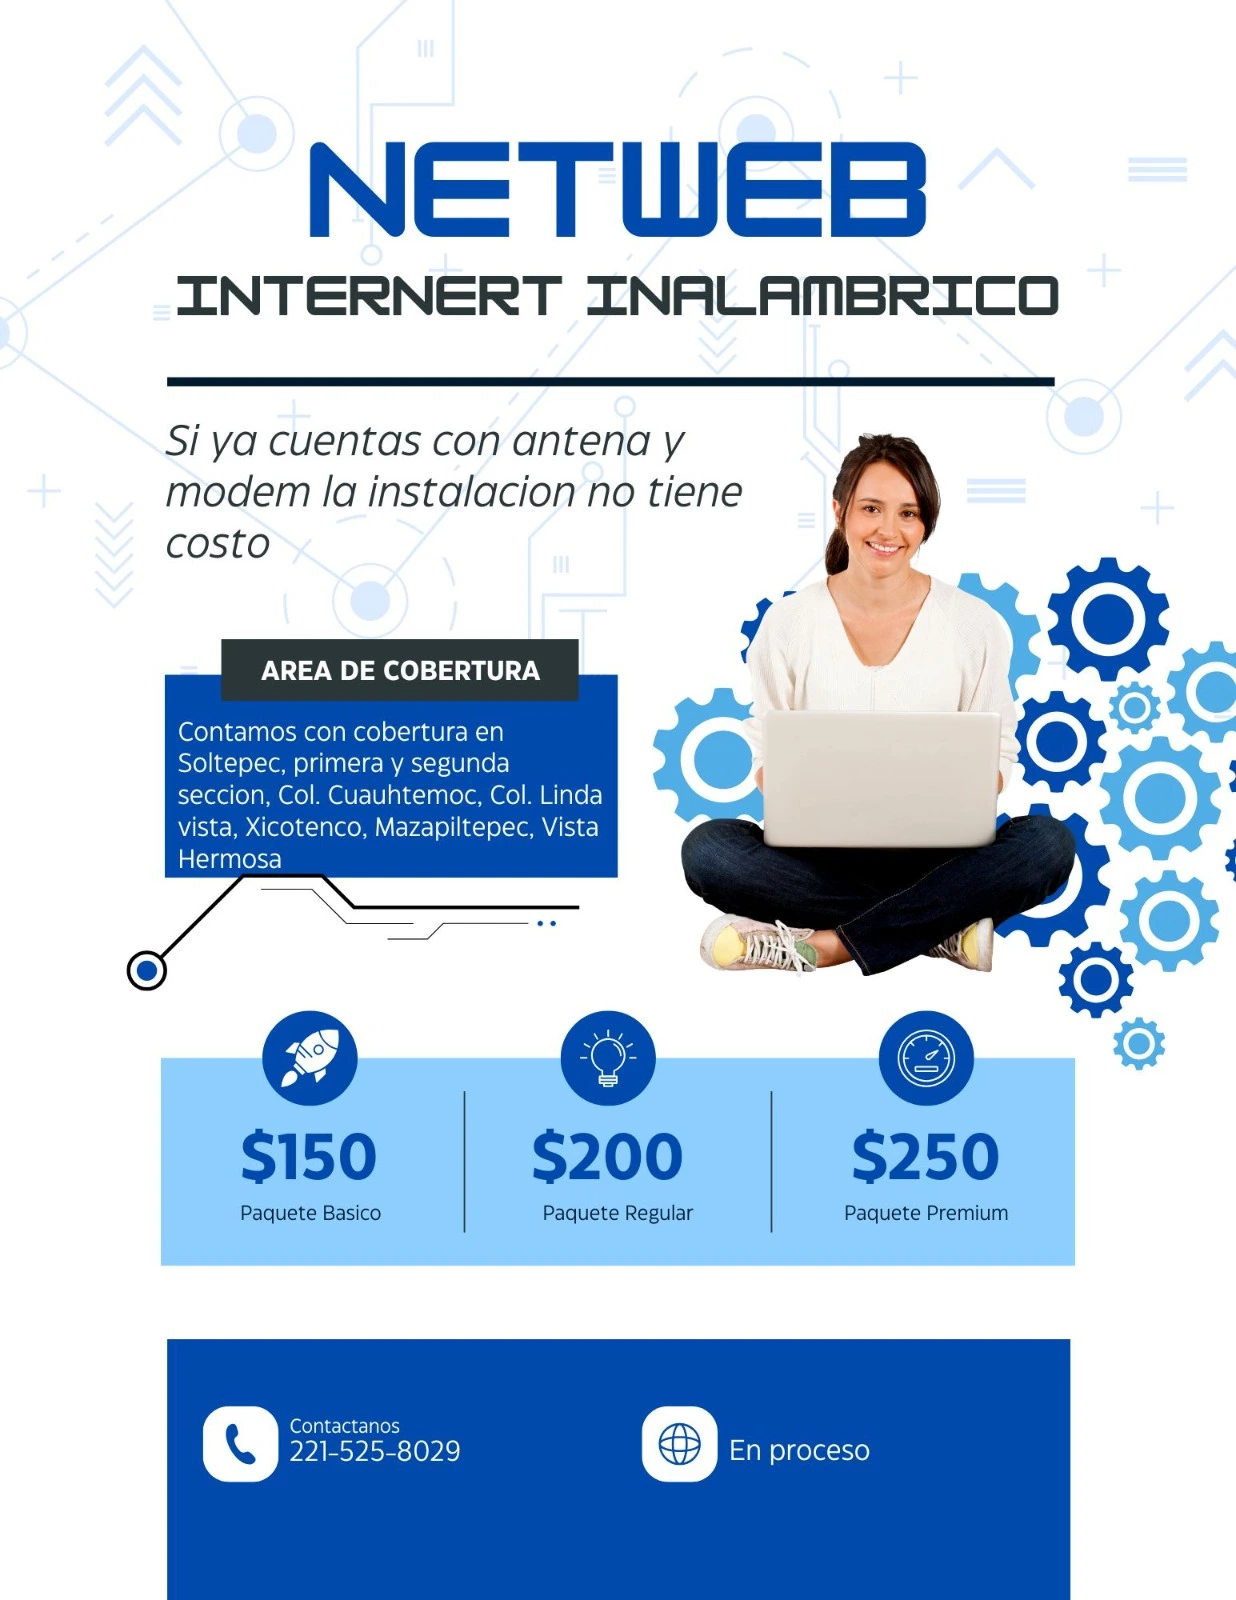 NETWEB
INTERNERT INALAMBRICO
Si ya cuentas con antena y
modem la instalacion no tiene
costo
AREA DE COBERTURA
Contamos con cobertura en
Soltepec, primera y segunda
seccion, Col. Cuauhtemoc, Col. Linda
vista, Xicotenco, Mazapiltepec, Vista
Hermosa
$150
Paquete Basico
$200
Paquete Regular
$250
Paquete Premium
Contactanos
221-525-8029
En proceso